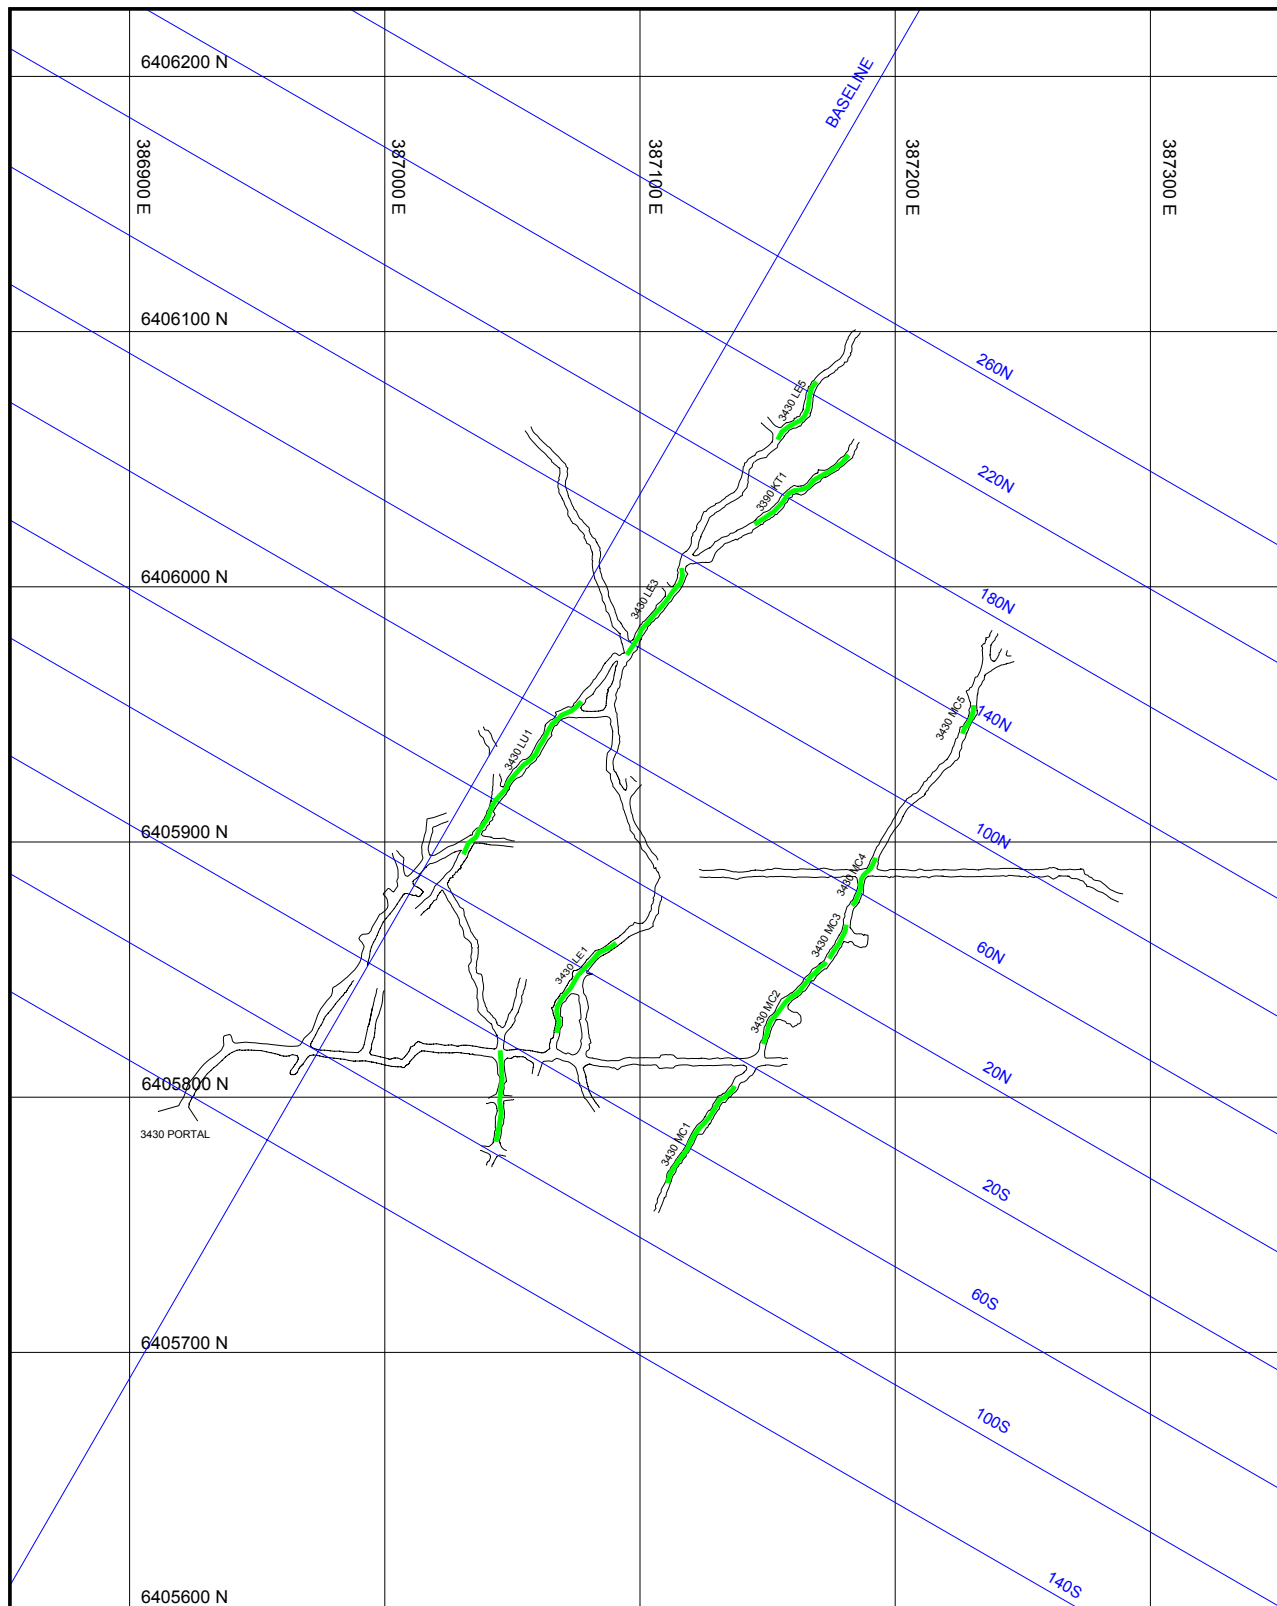 6406200 N
BASELINE
386900 E
387000 E
387100 E
387200 E
387300 E
6406100 N
260N
3430 LE5
220N
3390 KT1
6406000 N
180N
3430 LE3
140N
3430 MC5
3430 LU1
6405900 N
100N
3430 MC4
3430 MC3
60N
3430 LE1
3430 MC2
20N
6405800 N
3430 PORTAL
3430 MC1
20S
60S
6405700 N
100S
140S
6405600 N